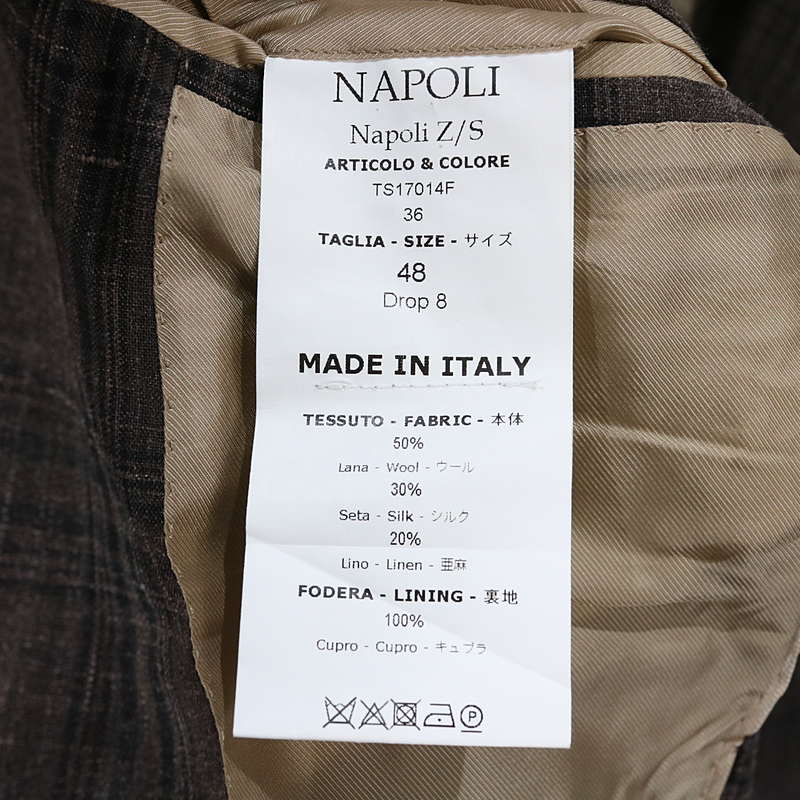 NAPOLI
Napoli Z/S
ARTICOLO & COLORE
TS17014F
36
TAGLIA - SIZE - サイズ
48
Drop 8
MADE IN ITALY
TESSUTO - FABRIC - 本体
50%
Lana - Wool - ウール
30%
Seta - Silk - シルク
20%
Lino - Linen - 亜麻
FODERA - LINING - 裏地
100%
Cupro - Cupro - キュプラ
P